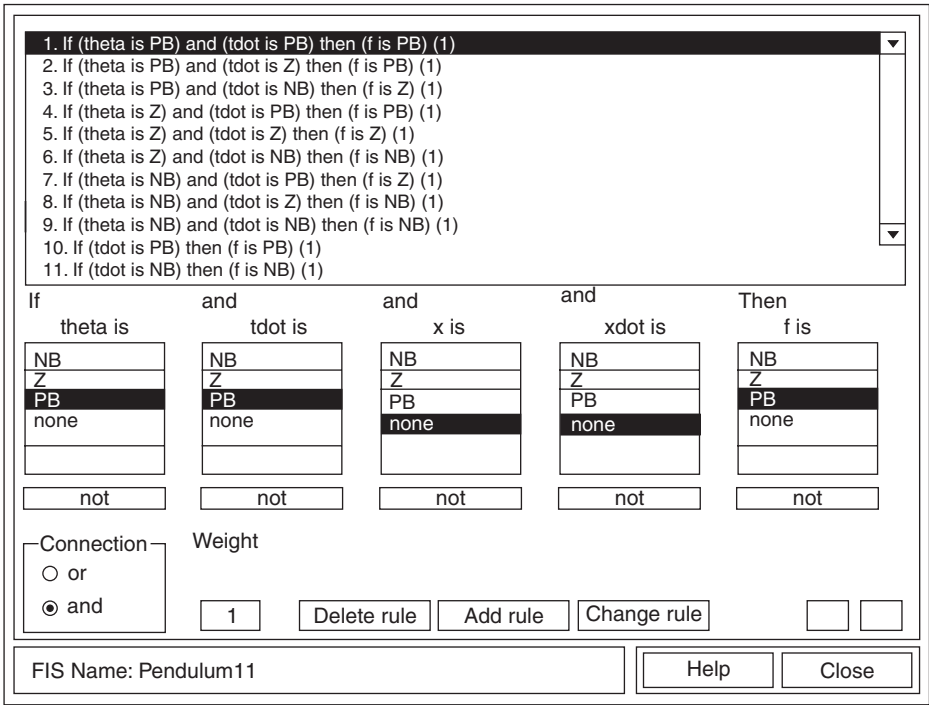 1. If (theta is PB) and (tdot is PB) then (f is PB) (1)
2. If (theta is PB) and (tdot is Z) then (f is PB) (1)
3. If (theta is PB) and (tdot is NB) then (f is Z) (1)
4. If (theta is Z) and (tdot is PB) then (f is PB) (1)
5. If (theta is Z) and (tdot is Z) then (f is Z) (1)
6. If (theta is Z) and (tdot is NB) then (f is NB) (1)
7. If (theta is NB) and (tdot is PB) then (f is Z) (1)
8. If (theta is NB) and (tdot is Z) then (f is NB) (1)
9. If (theta is NB) and (tdot is NB) then (f is NB) (1)
10. If (tdot is PB) then (f is PB) (1)
11. If (tdot is NB) then (f is NB) (1)
If and and and Then
theta is tdot is x is xdot is f is
NB NB NB NB NB
Z Z Z Z Z
PB PB PB PB PB
none none none none none
not not not not not
Connection Weight
or
and 1 Delete rule Add rule Change rule
FIS Name: Pendulum11 Help Close